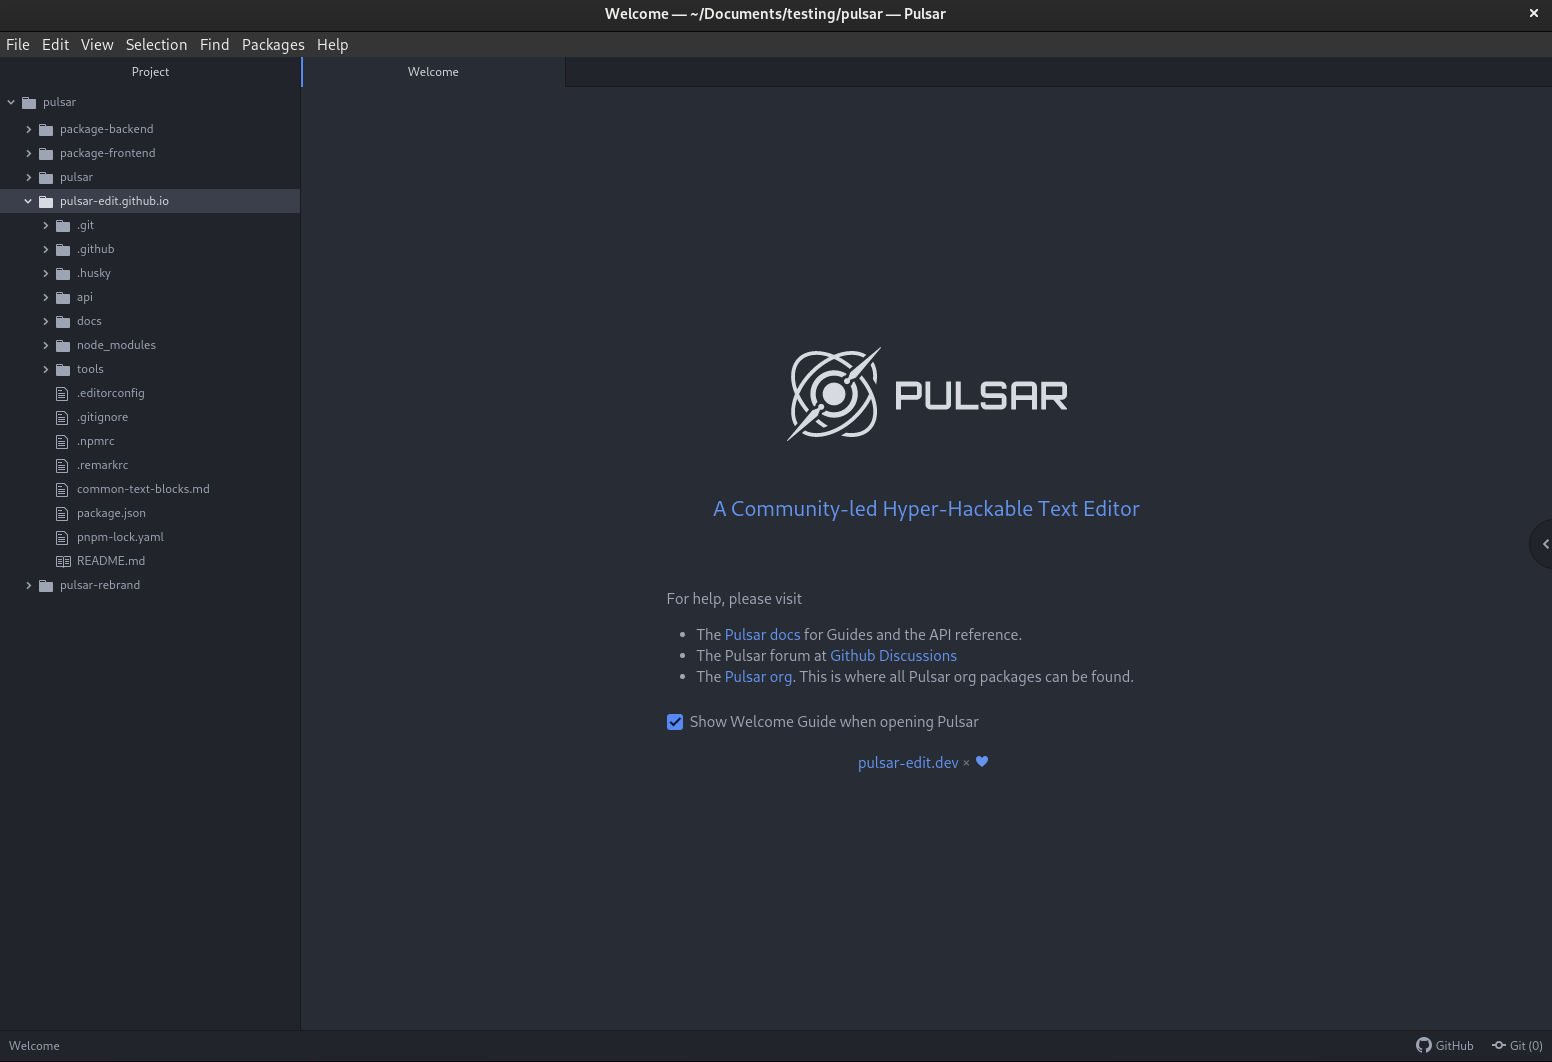 Welcome — ~/Documents/testing/pulsar — Pulsar
File Edit View Selection Find Packages Help
Project
Welcome
pulsar
package-backend
package-frontend
pulsar
pulsar-edit.github.io
.git
.github
.husky
api
docs
node_modules
tools
.editorconfig
.gitignore
.npmrc
.remarkrc
common-text-blocks.md
package.json
pnpm-lock.yaml
README.md
pulsar-rebrand
PULSAR
A Community-led Hyper-Hackable Text Editor
For help, please visit
• The Pulsar docs for Guides and the API reference.
• The Pulsar forum at Github Discussions
• The Pulsar org. This is where all Pulsar org packages can be found.
Show Welcome Guide when opening Pulsar
pulsar-edit.dev × ♥
Welcome
GitHub
Git (0)